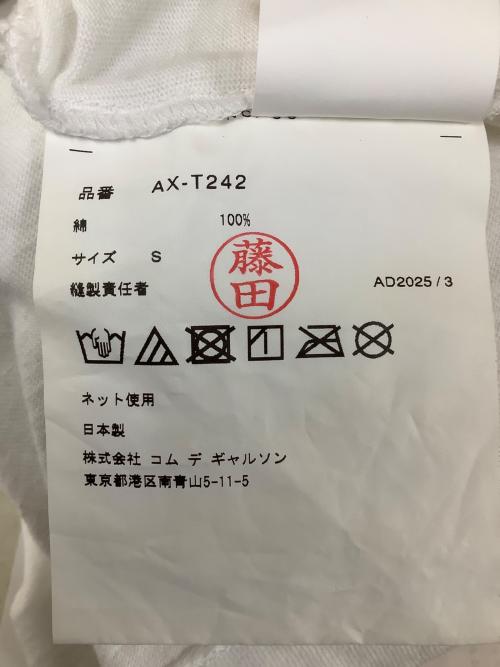 品番 AX-T242
綿 100%
サイズ S
縫製責任者 藤田 AD2025/3
ネット使用
日本製
株式会社 コム デ ギャルソン
東京都港区南青山5-11-5